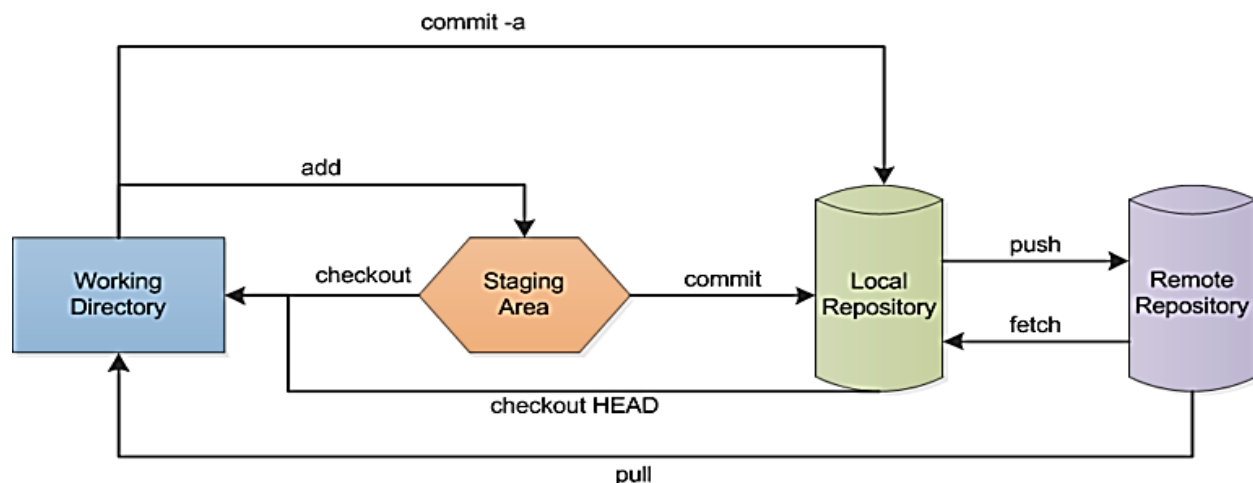 commit -a
add
Working
Directory
checkout
Staging
Area
commit
Local
Repository
push
fetch
Remote
Repository
checkout HEAD
pull